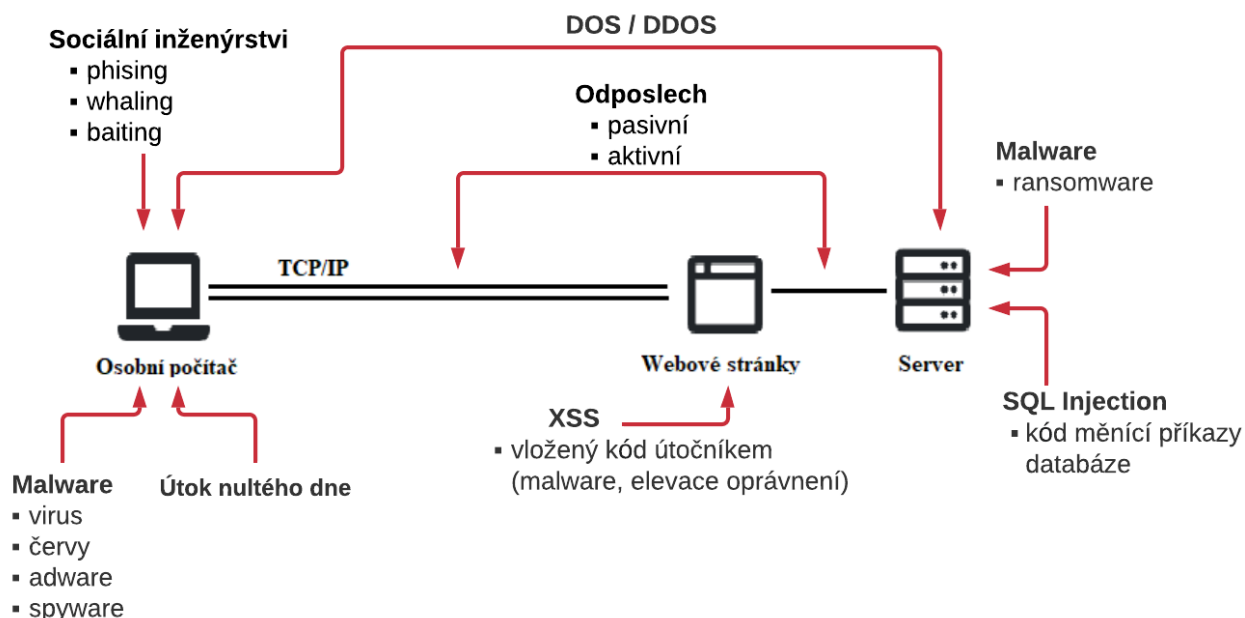 DOS / DDOS
Sociální inženýrstvi
▪ phising
▪ whaling
▪ baiting
Odposlech
▪ pasivní
▪ aktivní
Malware
▪ ransomware
TCP/IP
Osobní počítač
Webové stránky
Server
XSS
▪ vložený kód útočníkem
(malware, elevace oprávnení)
SQL Injection
▪ kód měnící příkazy
databáze
Malware
▪ virus
▪ červy
▪ adware
▪ spyware
Útok nultého dne